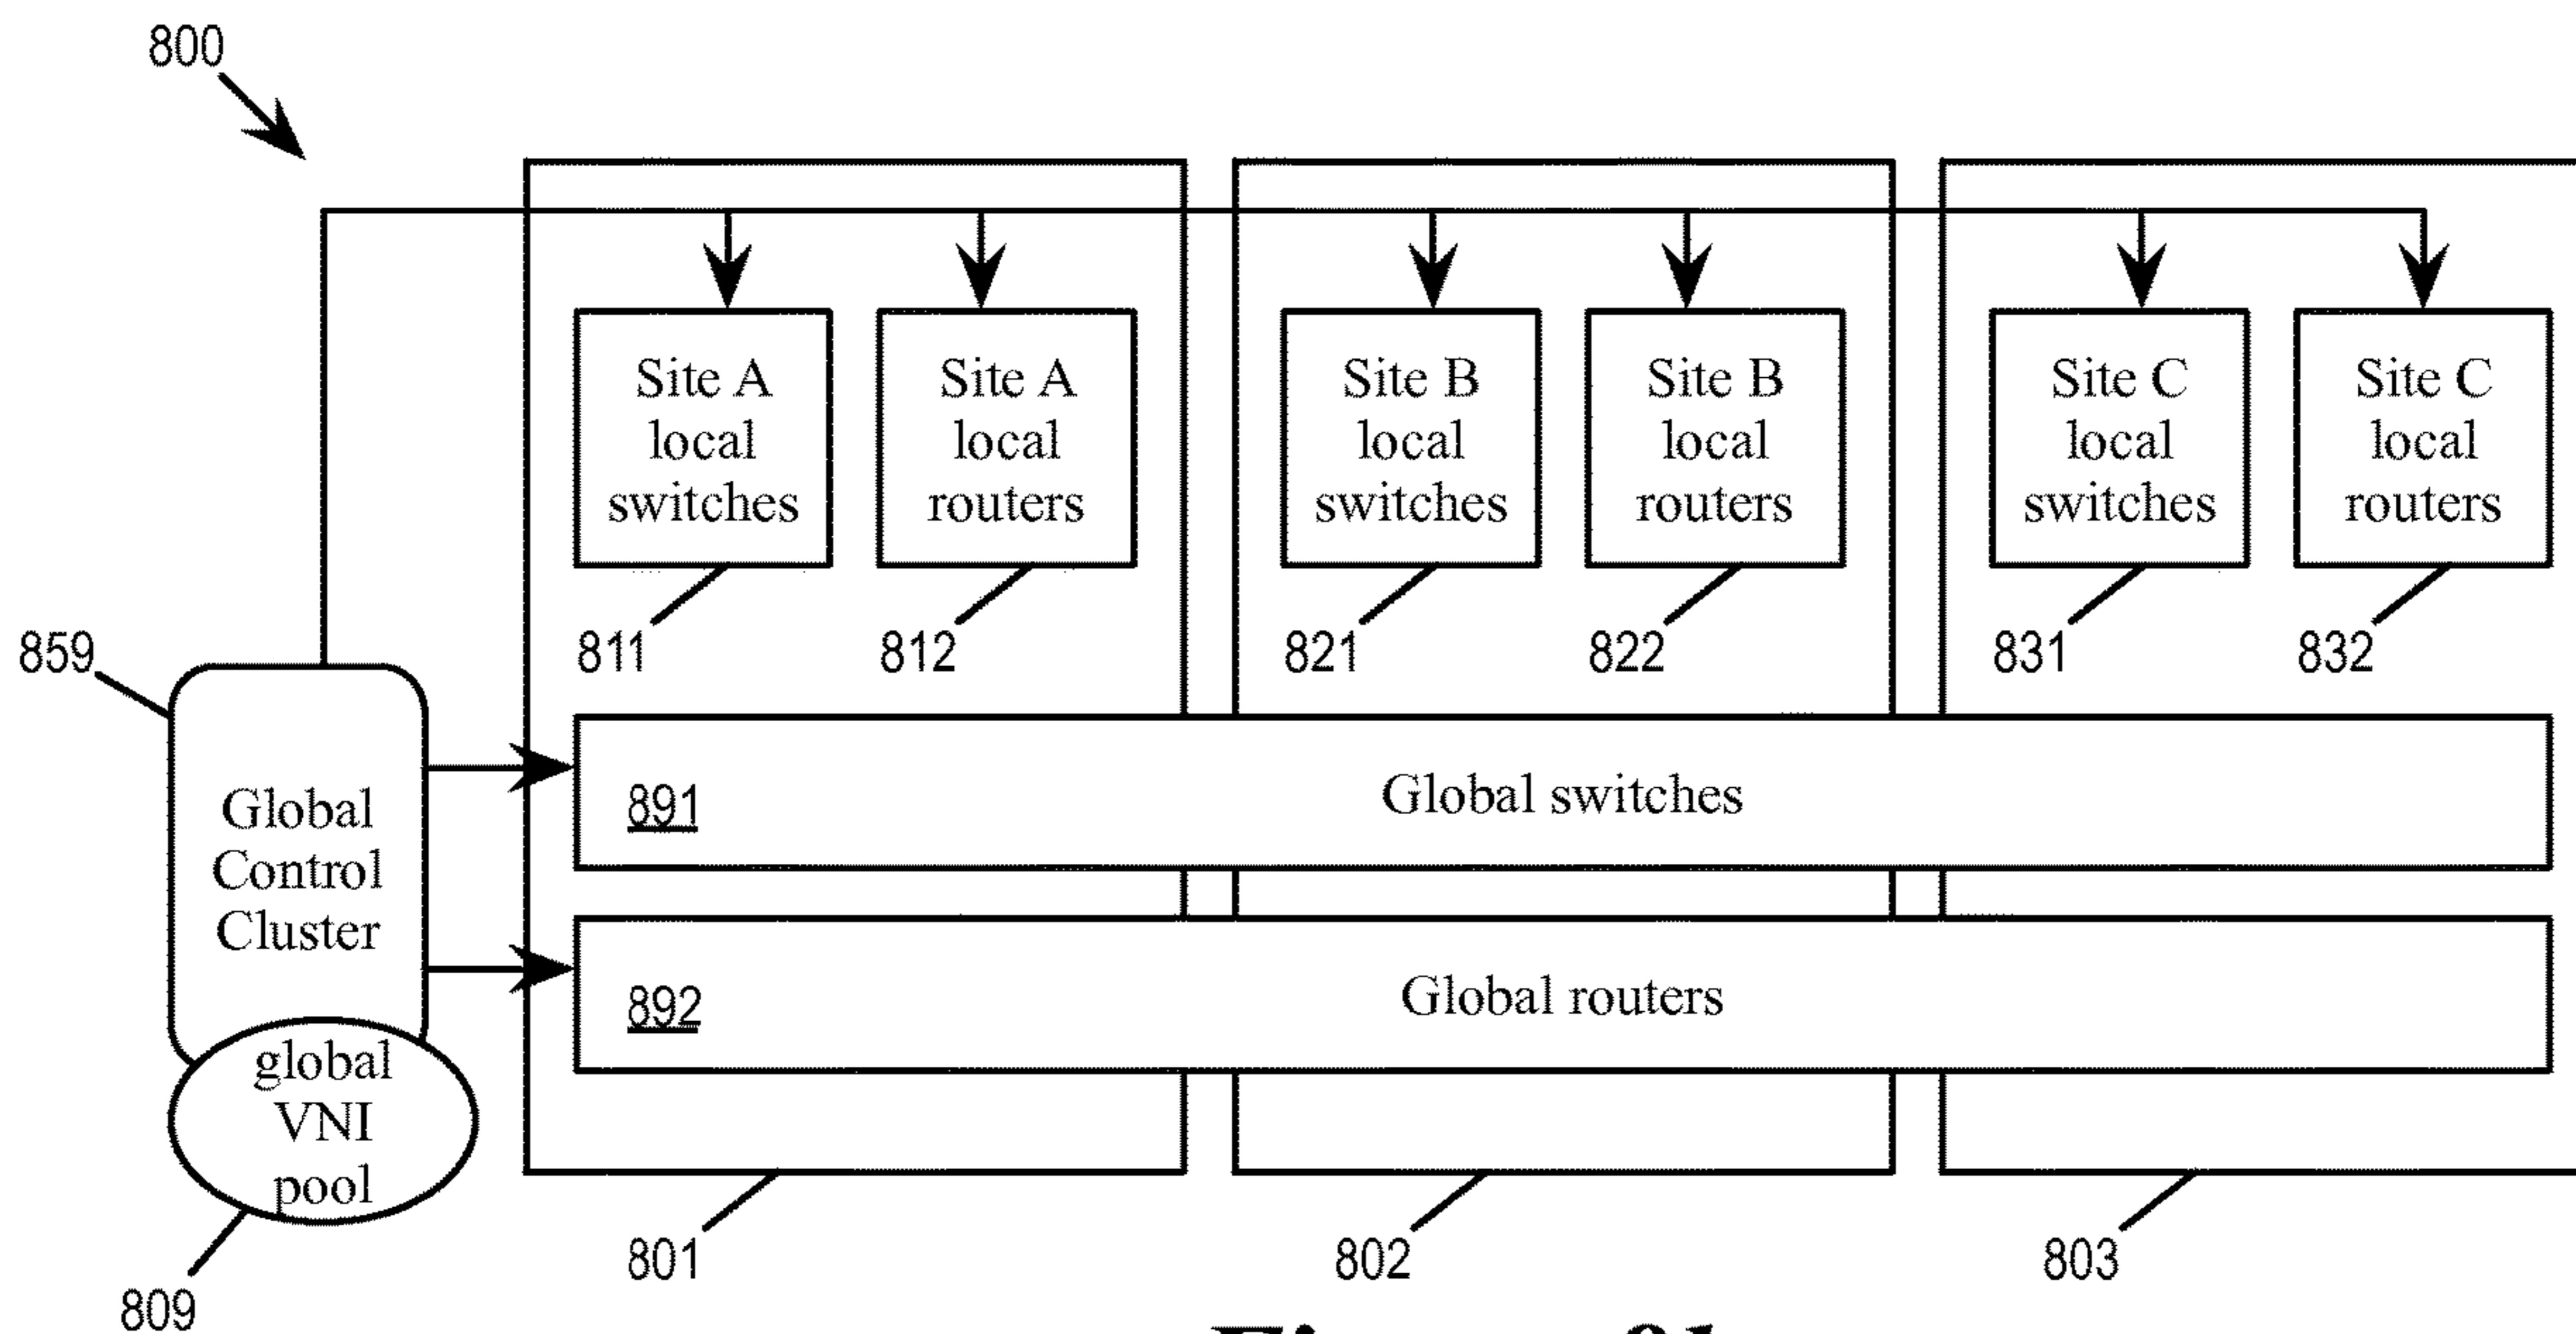 800
Site A
local
switches
Site A
local
routers
Site B
local
switches
Site B
local
routers
Site C
local
switches
Site C
local
routers
811
812
821
822
831
832
859
Global
Control
Cluster
891
Global switches
892
Global routers
global
VNI
pool
801
802
803
809